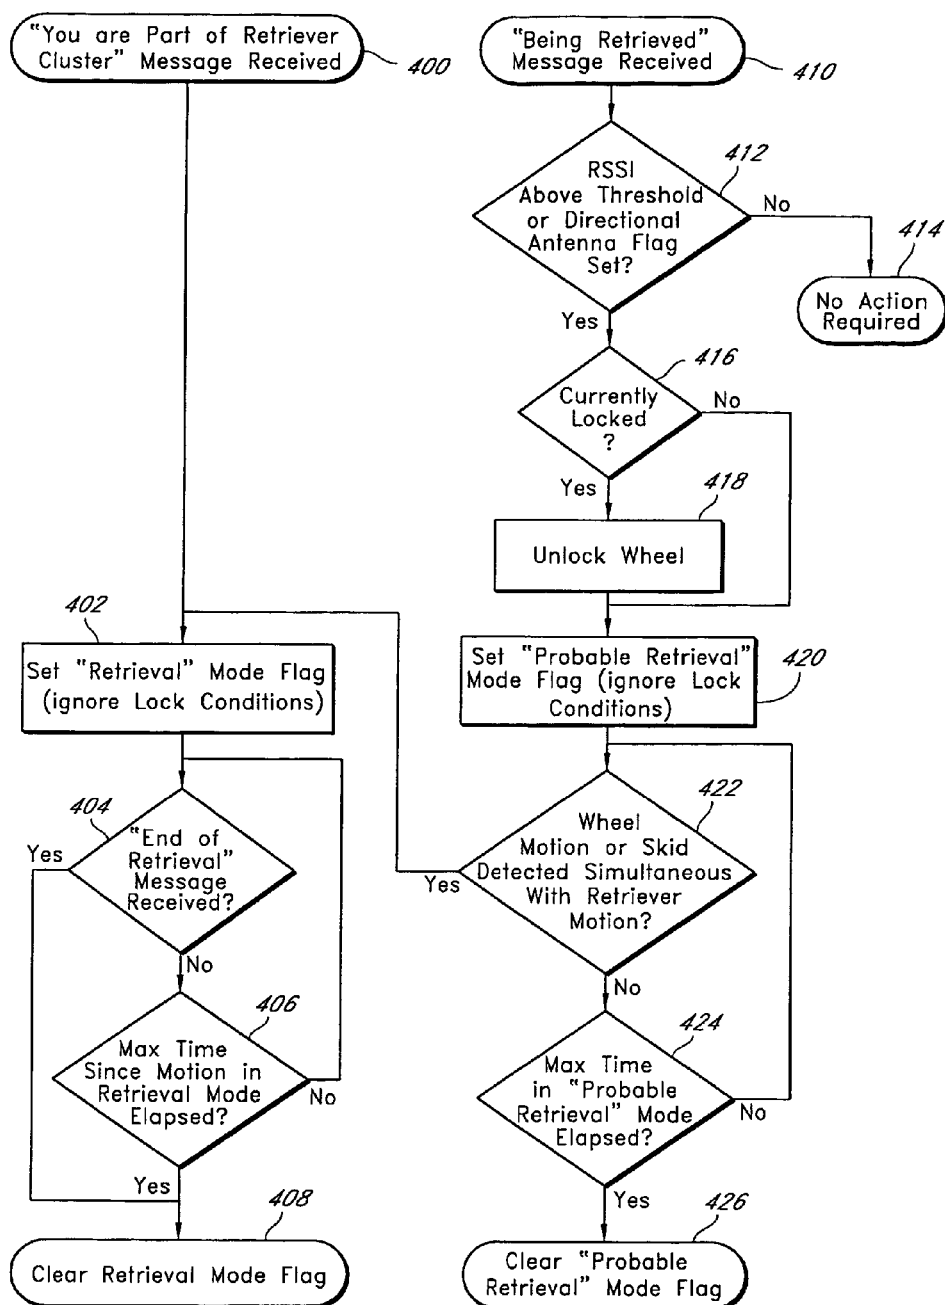 "You are Part of Retriever
Cluster" Message Received
400
"Being Retrieved"
Message Received
410
RSSI
Above Threshold
or Directional
Antenna Flag
Set?
412
No
414
No Action
Required
Yes
416
Currently
Locked
?
No
Yes
418
Unlock Wheel
402
Set "Retrieval" Mode Flag
(ignore Lock Conditions)
Set "Probable Retrieval"
Mode Flag (ignore Lock
Conditions)
420
404
"End of
Retrieval"
Message
Received?
Yes
No
422
Wheel
Motion or Skid
Detected Simultaneous
With Retriever
Motion?
Yes
No
406
Max Time
Since Motion in
Retrieval Mode
Elapsed?
No
Yes
424
Max Time
in "Probable
Retrieval" Mode
Elapsed?
No
Yes
408
Clear Retrieval Mode Flag
426
Clear "Probable
Retrieval" Mode Flag